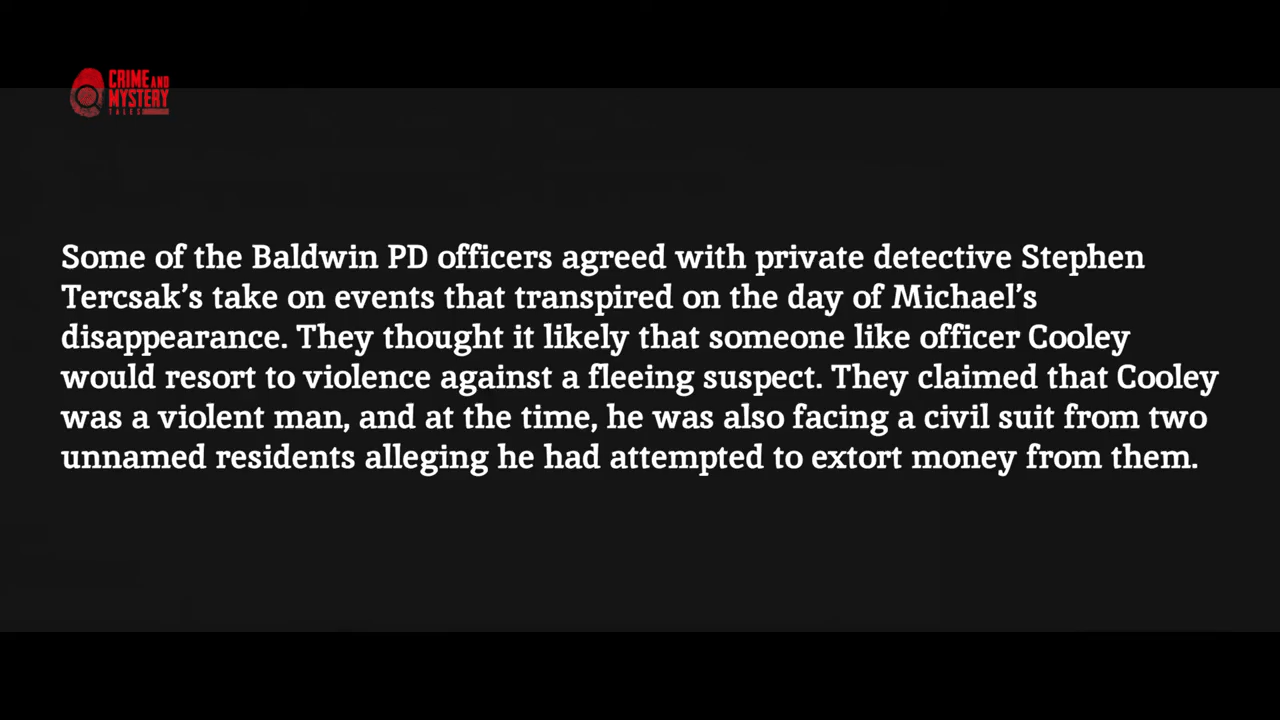 CRIME AND
MYSTERY
TALES
Some of the Baldwin PD officers agreed with private detective Stephen
Tercsak’s take on events that transpired on the day of Michael’s
disappearance. They thought it likely that someone like officer Cooley
would resort to violence against a fleeing suspect. They claimed that Cooley
was a violent man, and at the time, he was also facing a civil suit from two
unnamed residents alleging he had attempted to extort money from them.